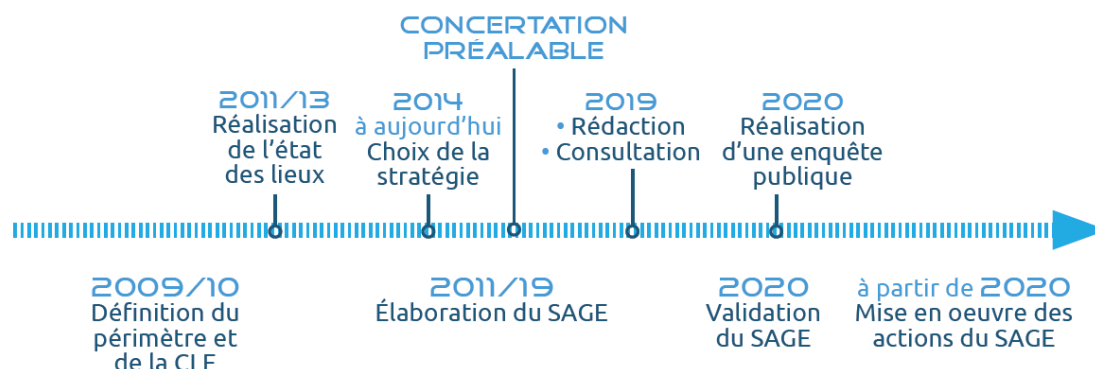 CONCERTATION
PRÉALABLE
2011/13
Réalisation
de l'état
des lieux
2014
à aujourd'hui
Choix de la
stratégie
2019
• Rédaction
• Consultation
2020
Réalisation
d'une enquête
publique
2009/10
Définition du
périmètre et
de la CLE
2011/19
Élaboration du SAGE
2020
Validation
du SAGE
à partir de 2020
Mise en oeuvre des
actions du SAGE